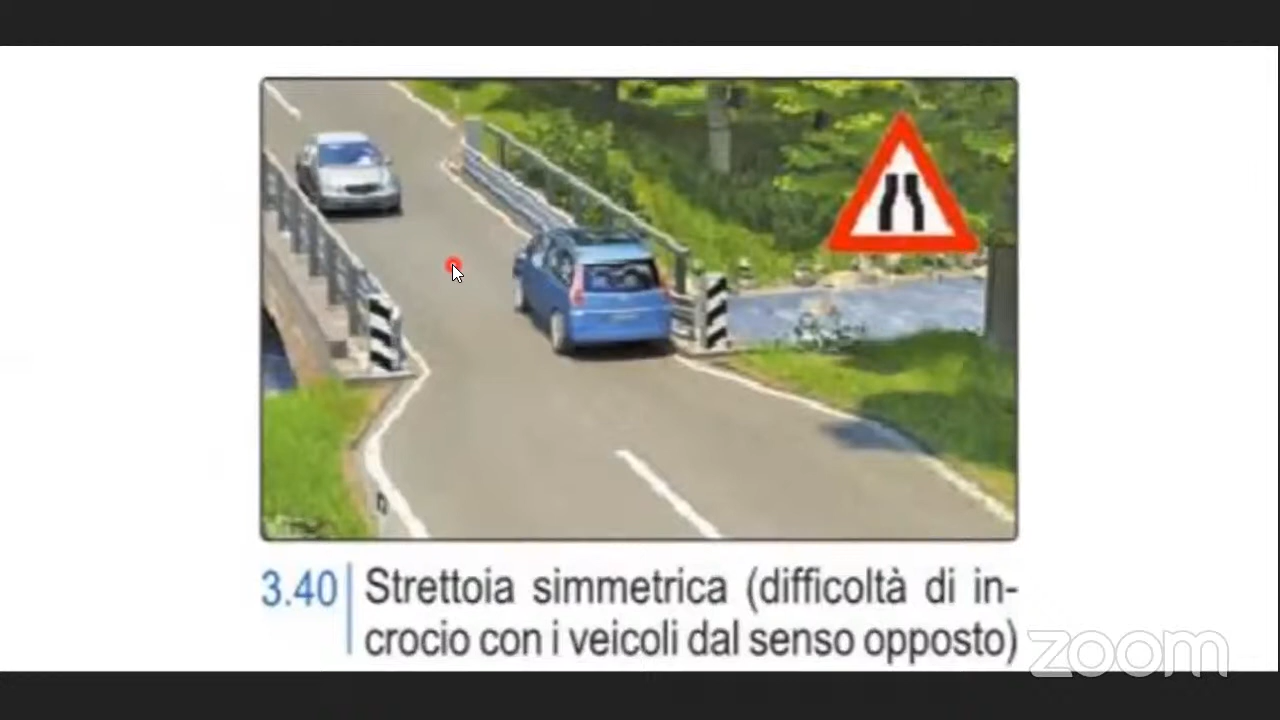 3.40 Strettoia simmetrica (difficoltà di in-
crocio con i veicoli dal senso opposto)
zoom